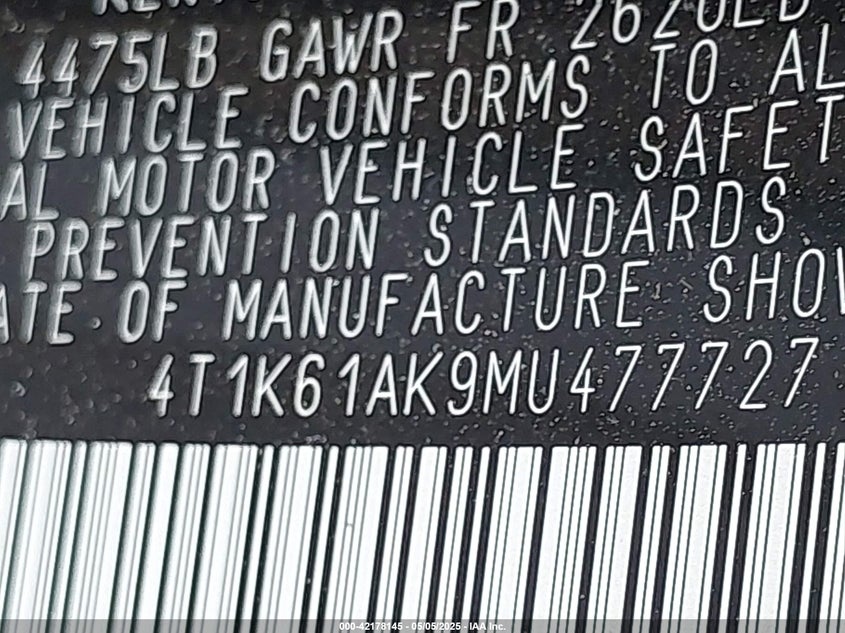 4475LB GAWR FR 2620LB
VEHICLE CONFORMS TO AL
AL MOTOR VEHICLE SAFET
PREVENTION STANDARDS
ATE OF MANUFACTURE SHOW
4T1K61AK9MU477727
000-42178145 - 05/05/2025 - IAA Inc.